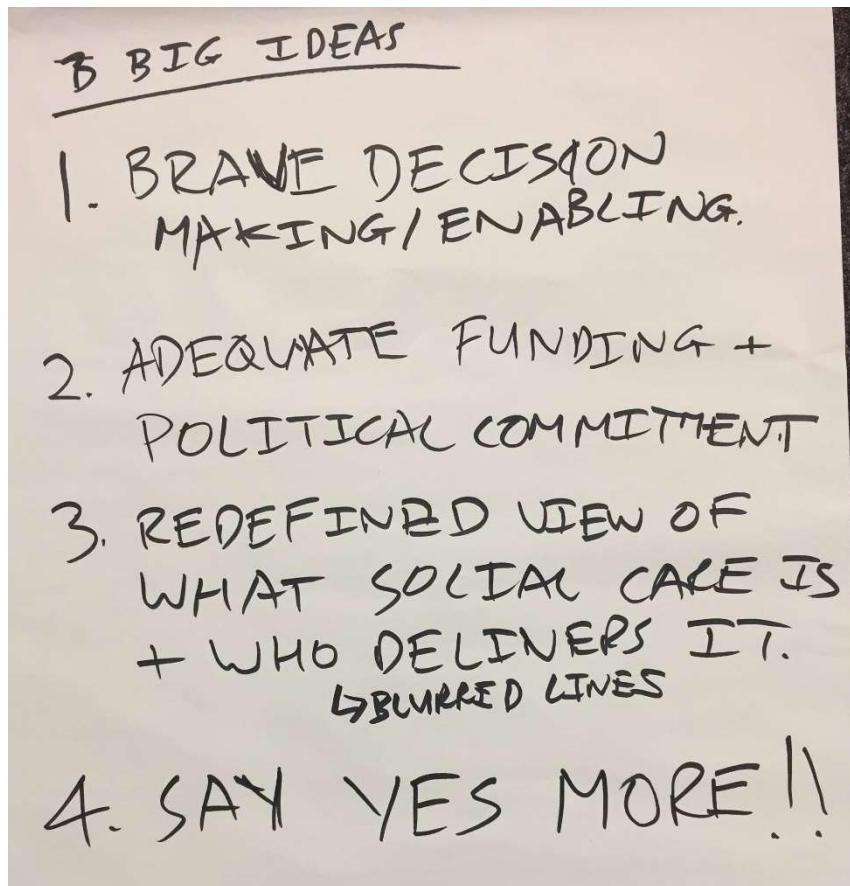 3 BIG IDEAS
1. BRAVE DECISION
MAKING/ENABLING.
2. ADEQUATE FUNDING +
POLITICAL COMMITMENT
3. REDEFINED VIEW OF
WHAT SOCIAL CARE IS
+ WHO DELIVERS IT.
↳BLURRED LINES
4. SAY YES MORE!!